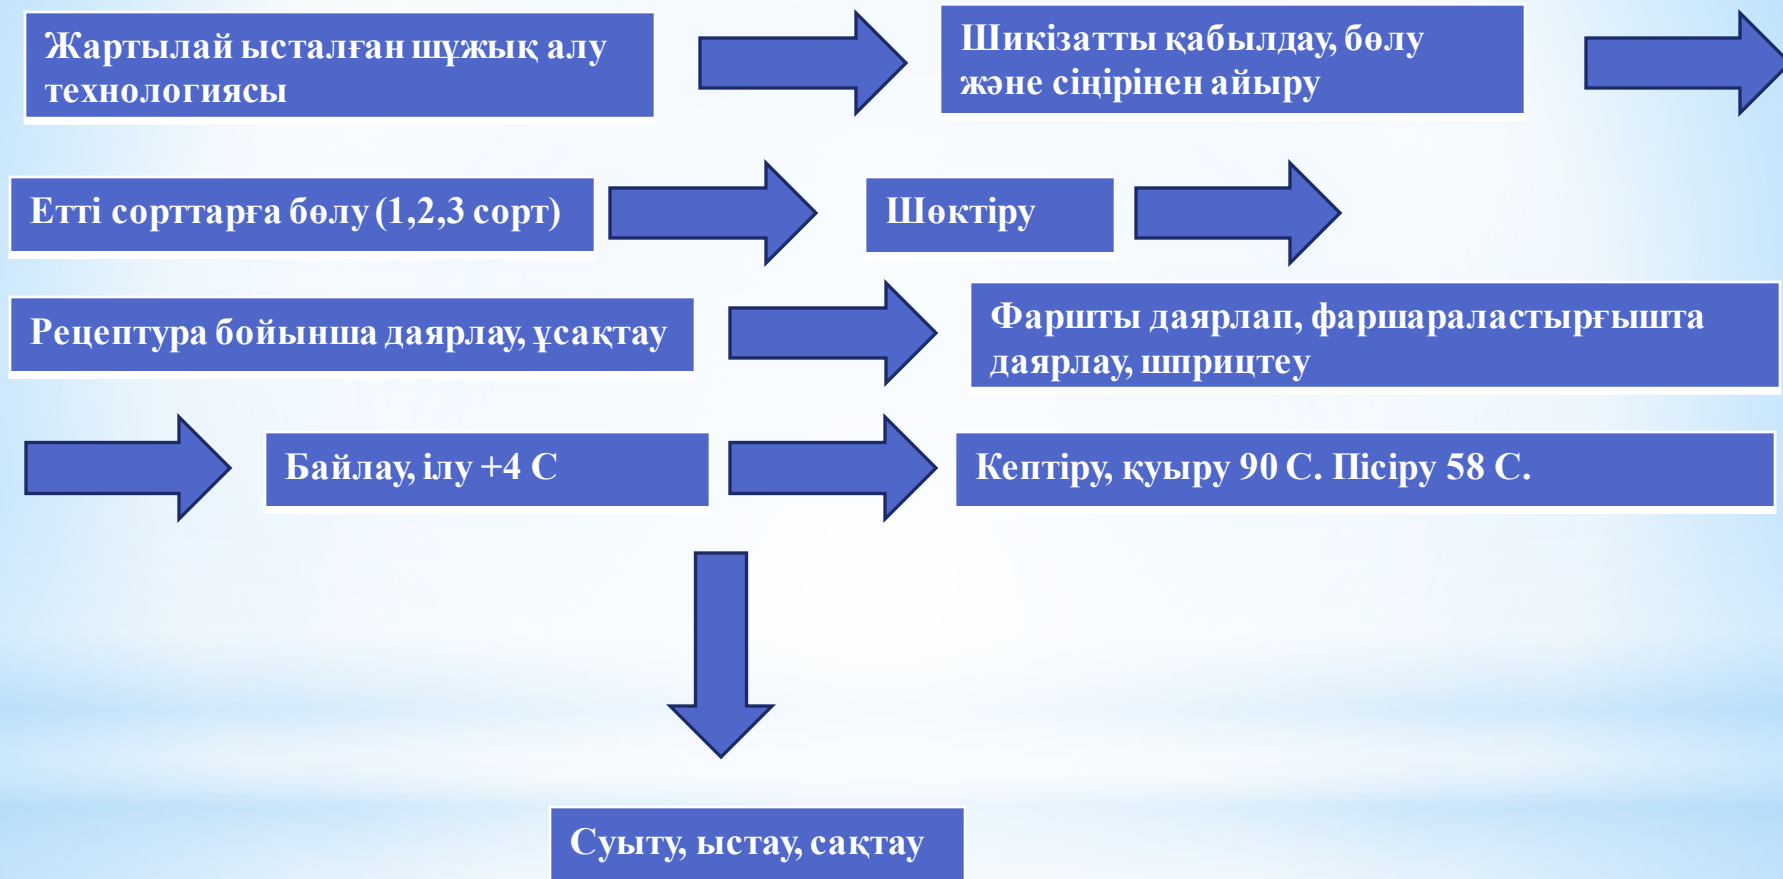 Жартылай ысталған шұжық алу
технологиясы
Шикізатты қабылдау, бөлу
және сіңірінен айыру
Етті сорттарға бөлу (1,2,3 сорт)
Шөктіру
Рецептура бойынша даярлау, ұсақтау
Фаршты даярлап, фаршараластырғышта
даярлау, шприцтеу
Байлау, ілу +4 С
Кептіру, қуыру 90 С. Пісіру 58 С.
Суыту, ыстау, сақтау